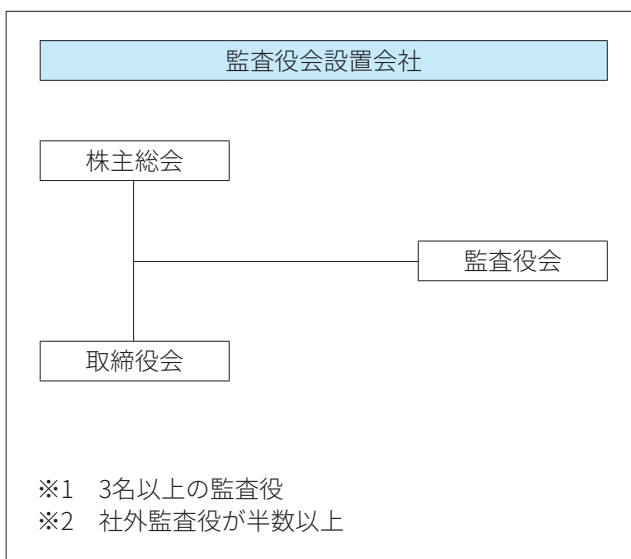 監査役会設置会社
株主総会
監査役会
取締役会
※1　3名以上の監査役
※2　社外監査役が半数以上